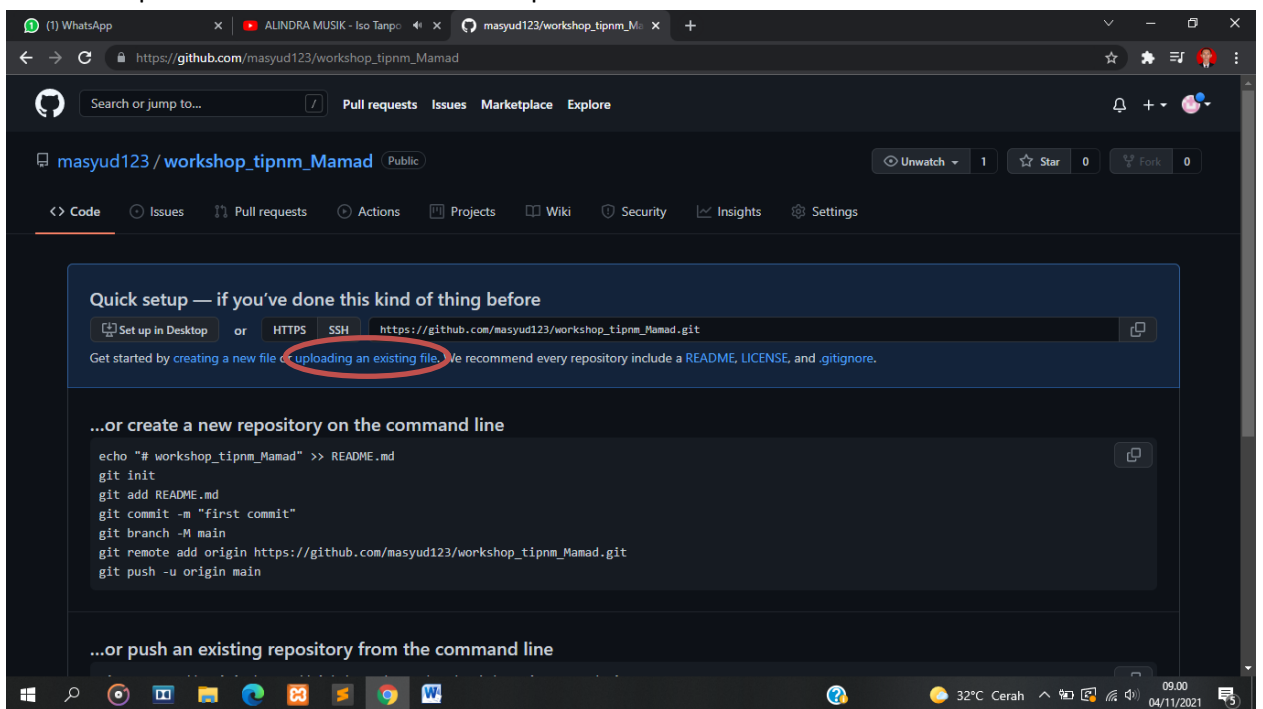 (1) WhatsApp
ALINDRA MUSIK - Iso Tanpo
masyud123/workshop_tipnm_Ma
https://github.com/masyud123/workshop_tipnm_Mamad
Search or jump to...
/
Pull requests Issues Marketplace Explore
masyud123 / workshop_tipnm_Mamad Public
Unwatch 1 Star 0 Fork 0
<> Code Issues Pull requests Actions Projects Wiki Security Insights Settings
Quick setup — if you've done this kind of thing before
Set up in Desktop or HTTPS SSH https://github.com/masyud123/workshop_tipnm_Mamad.git
Get started by creating a new file or uploading an existing file. We recommend every repository include a README, LICENSE, and .gitignore.
...or create a new repository on the command line
echo "# workshop_tipnm_Mamad" >> README.md
git init
git add README.md
git commit -m "first commit"
git branch -M main
git remote add origin https://github.com/masyud123/workshop_tipnm_Mamad.git
git push -u origin main
...or push an existing repository from the command line
32°C Cerah
09.00
04/11/2021
5